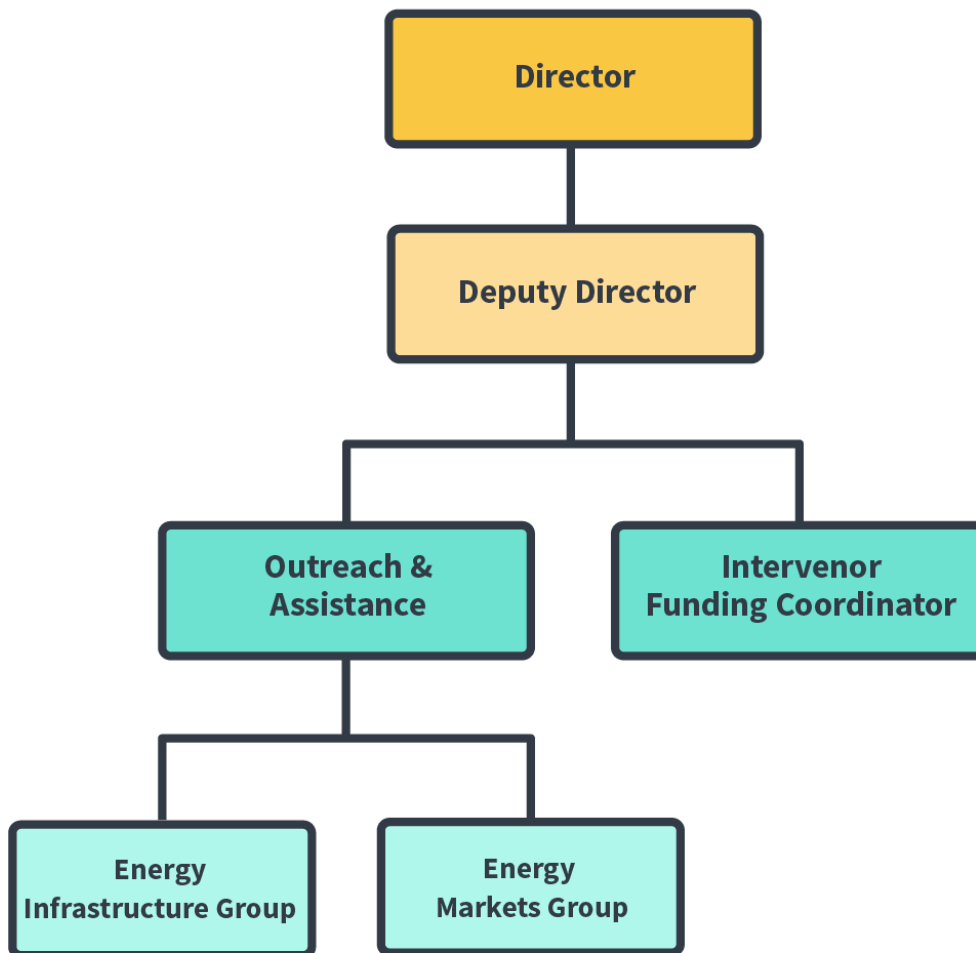 Director
Deputy Director
Outreach &
Assistance
Intervenor
Funding Coordinator
Energy
Infrastructure Group
Energy
Markets Group